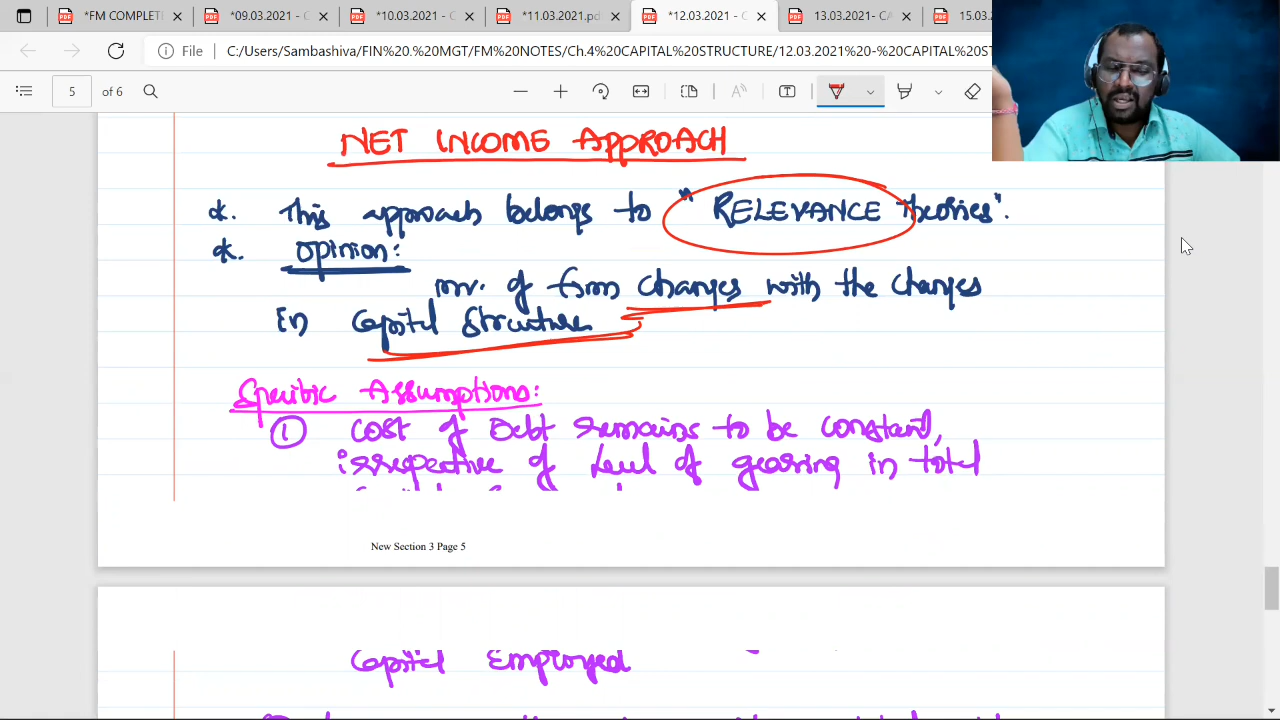 *FM COMPLETE
*09.03.2021 - C
*10.03.2021 - C
*11.03.2021.pd
*12.03.2021 - C
13.03.2021- CA
15.03
File
C:/Users/Sambashiva/FIN%20.%20MGT/FM%20NOTES/Ch.4%20CAPITAL%20STRUCTURE/12.03.2021%20-%20CAPITAL%20ST
5 of 6
NET INCOME APPROACH
*. This approach belongs to "RELEVANCE theories".
*. Opinion:
mv. of firm changes with the changes
In Capital Structure
Specific Assumptions:
① Cost of Debt remains to be constant,
irrespective of level of gearing in total
New Section 3 Page 5
Capital Employed